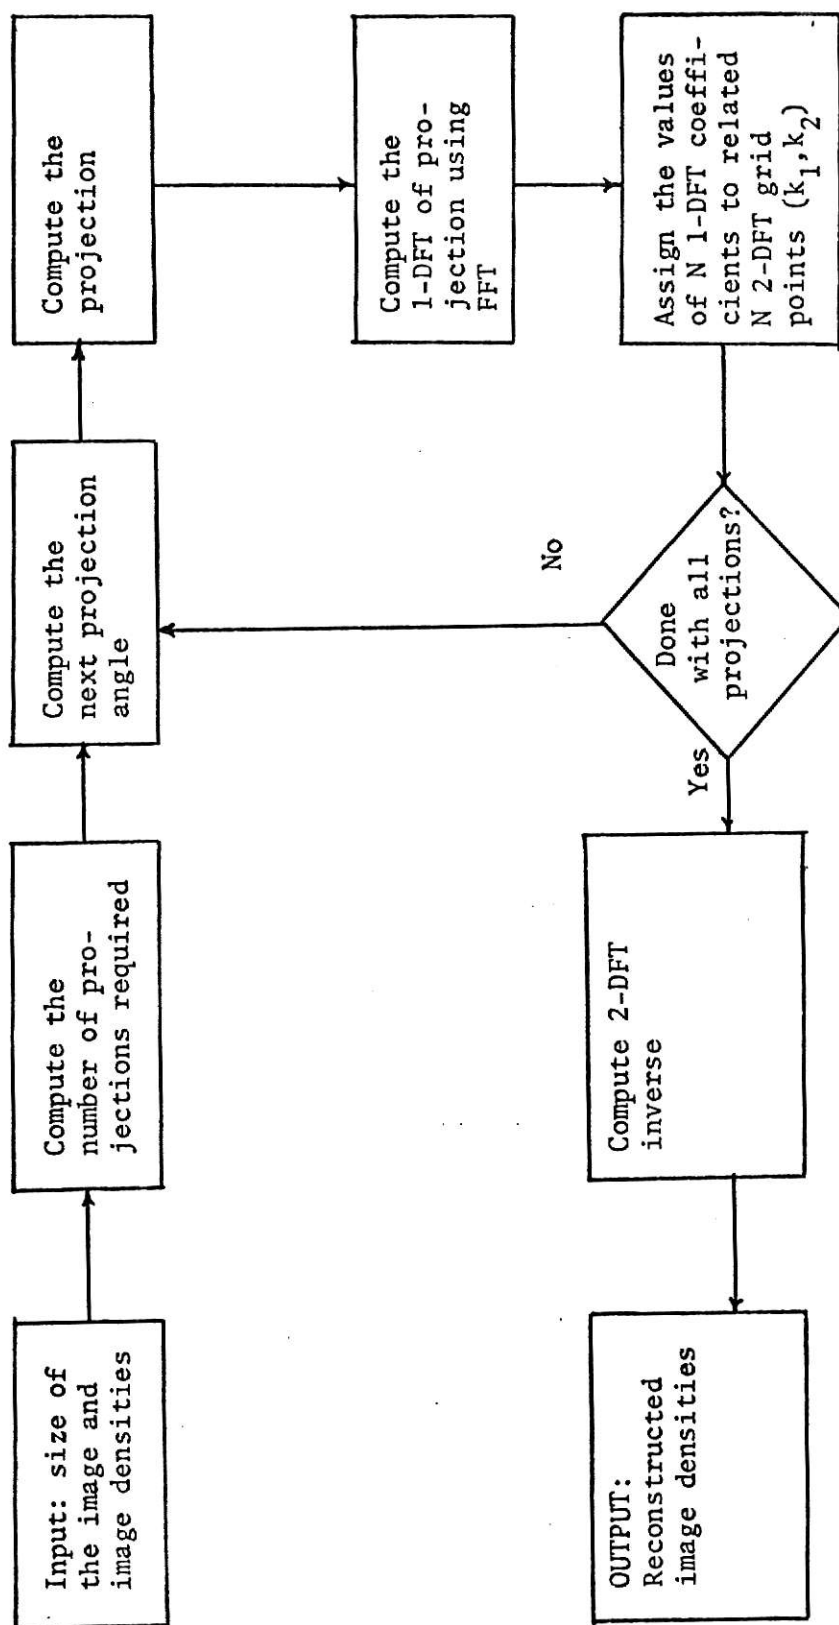 Input: size of
the image and
image densities
Compute the
number of pro-
jections required
Compute the
next projection
angle
Compute the
projection
Compute the
1-DFT of pro-
jection using
FFT
Assign the values
of N 1-DFT coeffi-
cients to related
N 2-DFT grid
points (k₁,k₂)
Done
with all
projections?
No
Yes
Compute 2-DFT
inverse
OUTPUT:
Reconstructed
image densities